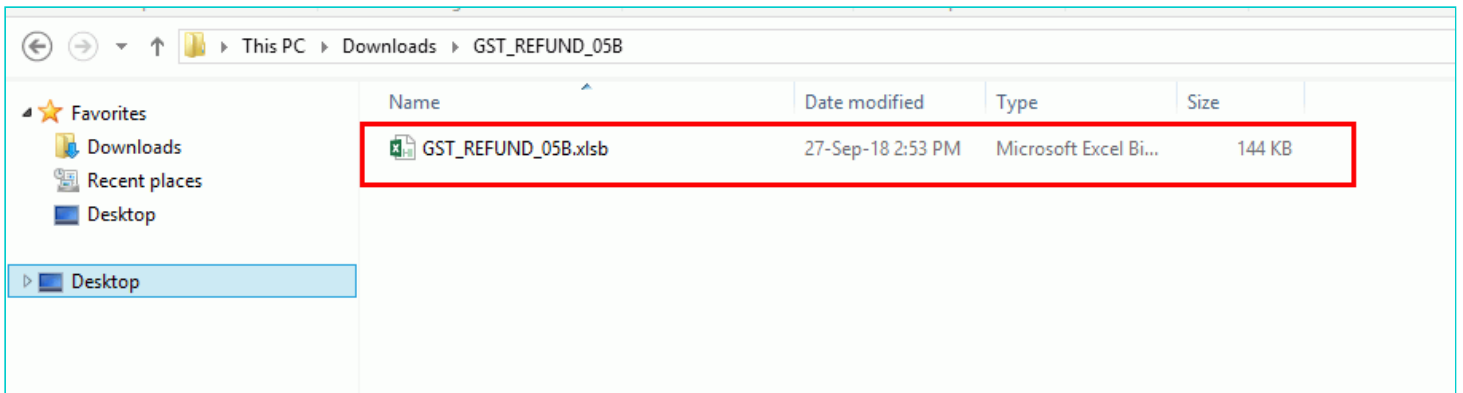 This PC Downloads GST_REFUND_05B
Favorites
Downloads
Recent places
Desktop
Desktop
Name Date modified Type Size
GST_REFUND_05B.xlsb 27-Sep-18 2:53 PM Microsoft Excel Bi... 144 KB